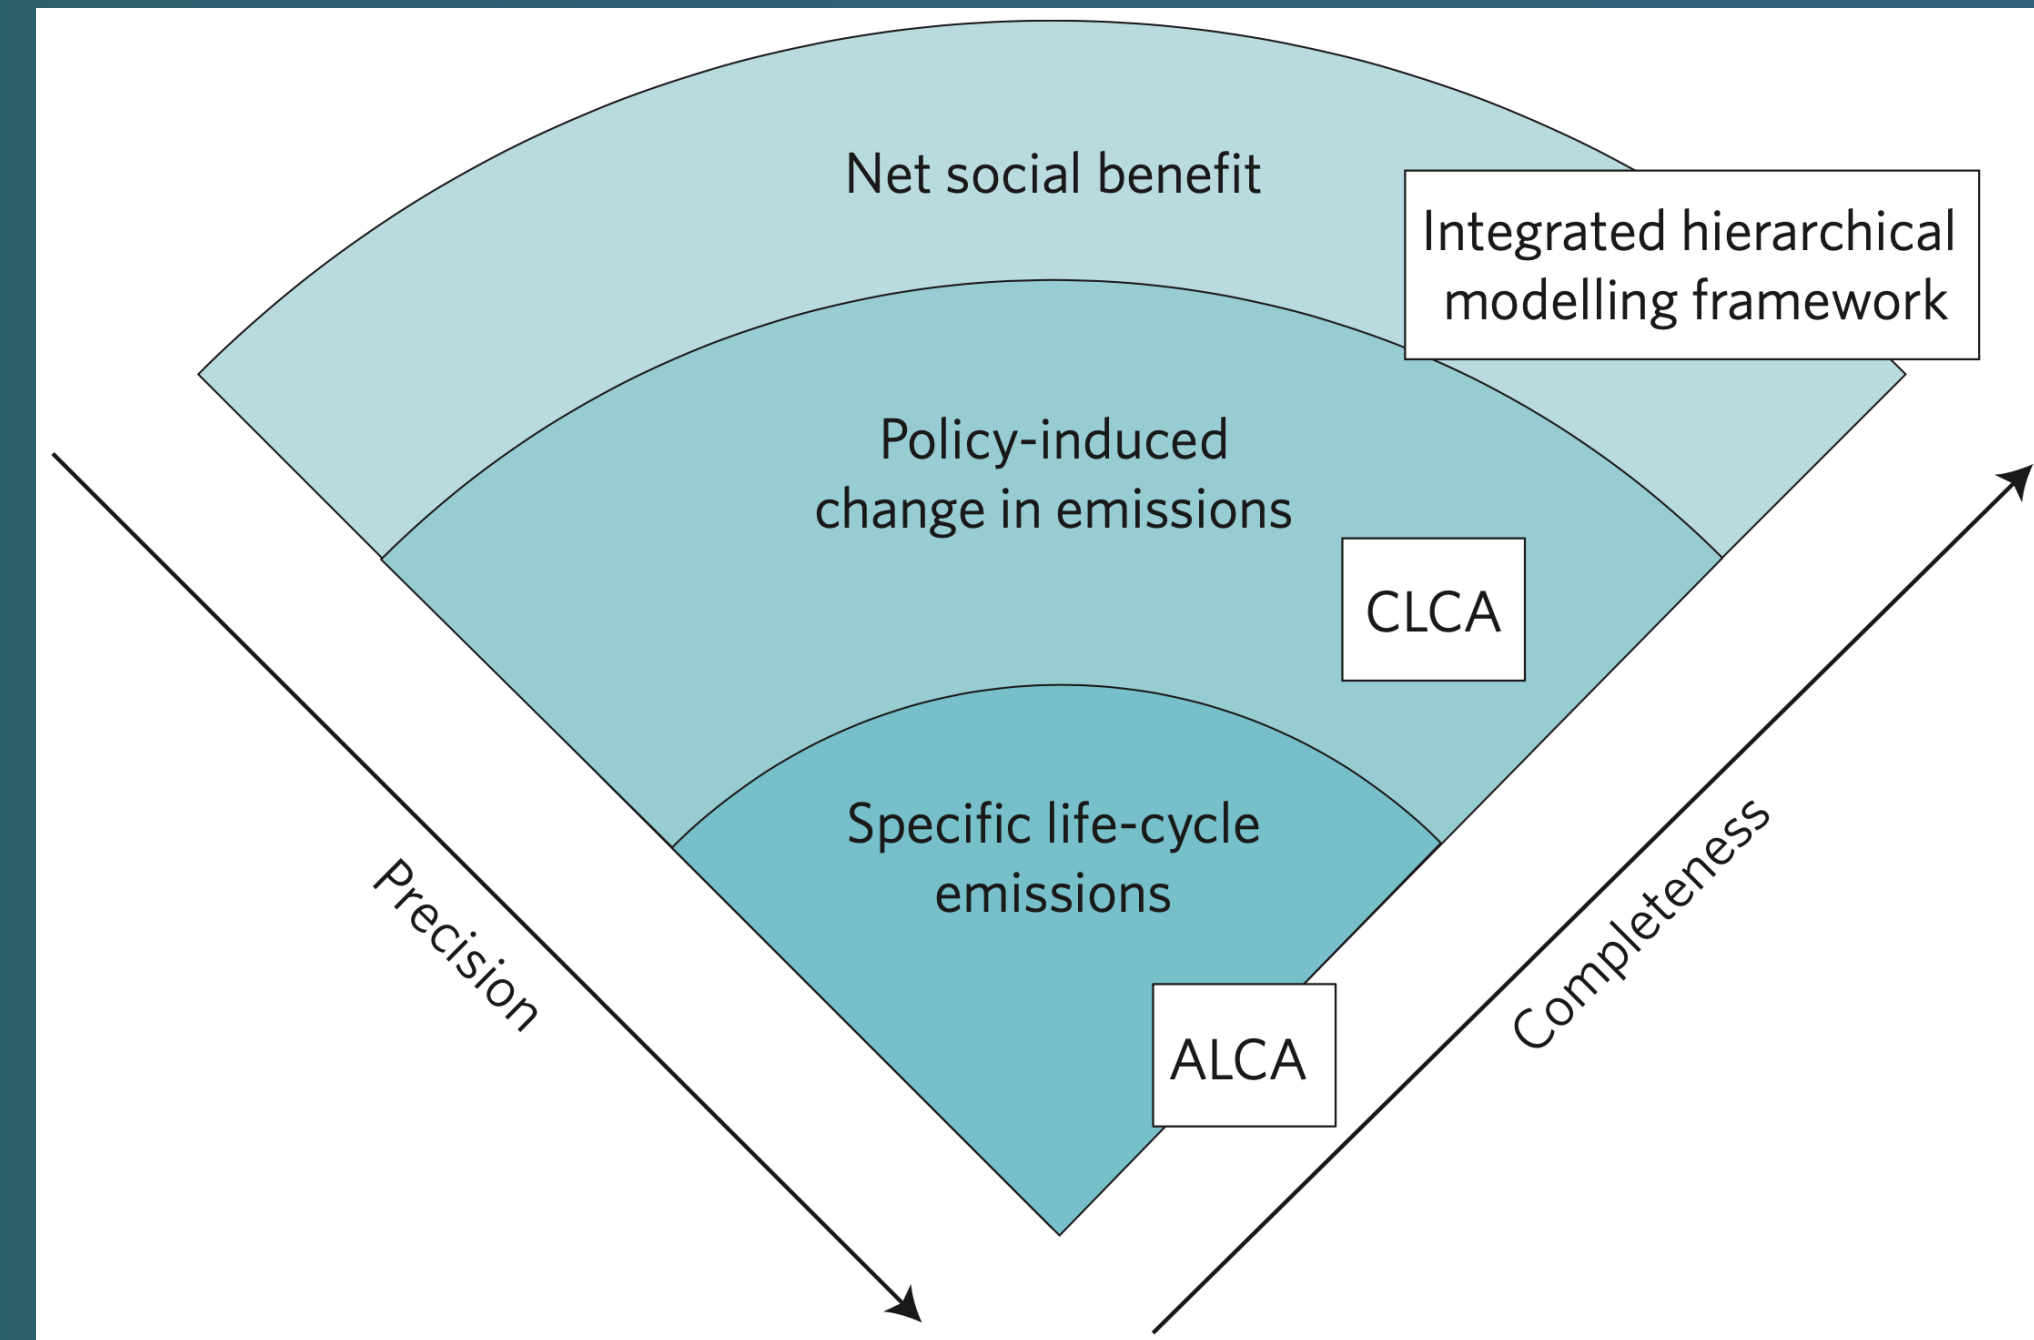 Net social benefit
Integrated hierarchical
modelling framework
Policy-induced
change in emissions
CLCA
Specific life-cycle
emissions
ALCA
Precision
Completeness